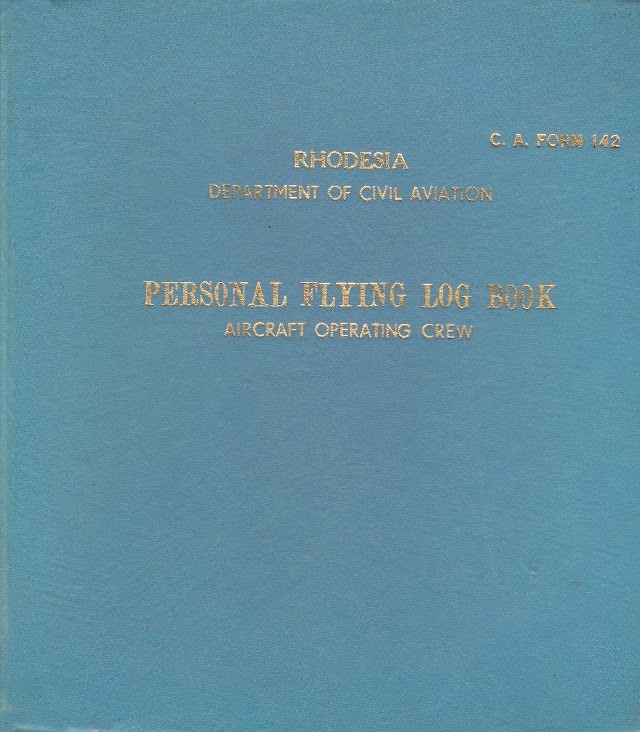 C. A. FORM 142
RHODESIA
DEPARTMENT OF CIVIL AVIATION
PERSONAL FLYING LOG BOOK
AIRCRAFT OPERATING CREW